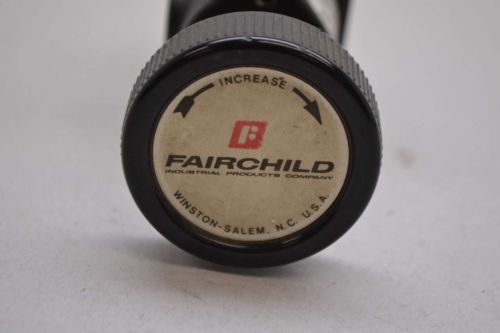 INCREASE
FAIRCHILD
INDUSTRIAL PRODUCTS COMPANY
WINSTON-SALEM, N.C. U.S.A.